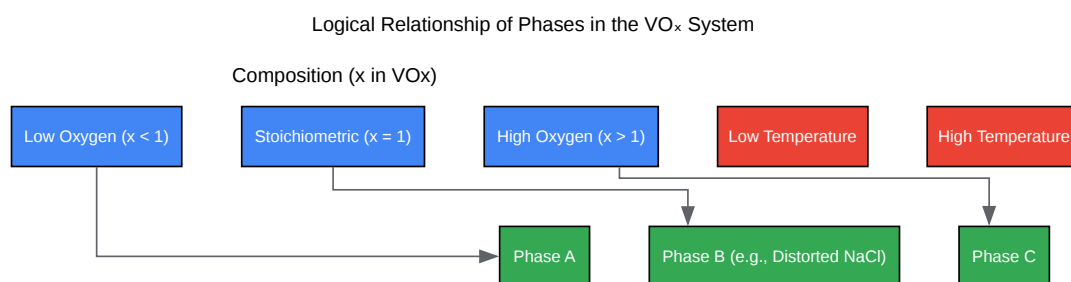 Logical Relationship of Phases in the VOₓ System
Composition (x in VOx)
Low Oxygen (x < 1)
Stoichiometric (x = 1)
High Oxygen (x > 1)
Low Temperature
High Temperature
Phase A
Phase B (e.g., Distorted NaCl)
Phase C